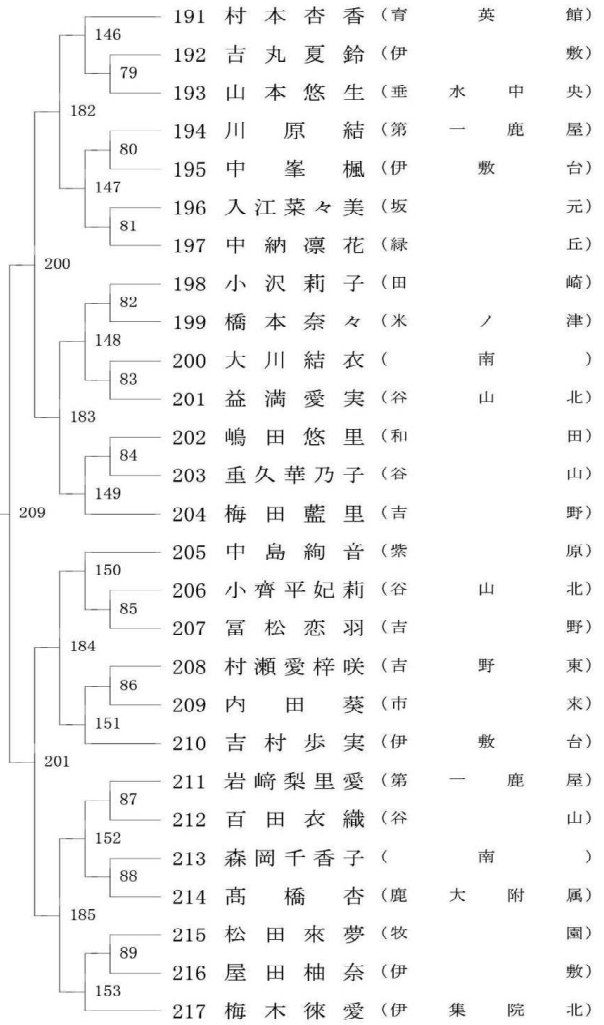 191 村本杏香 (育英館)
146
192 吉丸夏鈴 (伊敷)
79
193 山本悠生 (垂水中央)
182
194 川原結 (第一鹿屋)
80
195 中峯楓 (伊敷台)
147
196 入江菜々美 (坂元)
81
197 中納凛花 (緑丘)
200
198 小沢莉子 (田崎)
82
199 橋本奈々 (米ノ津)
148
200 大川結衣 (南)
83
201 益満愛実 (谷山北)
183
202 嶋田悠里 (和田)
84
203 重久華乃子 (谷山)
149
204 梅田藍里 (吉野)
209
205 中島絢音 (紫原)
150
206 小齊平妃莉 (谷山北)
85
207 冨松恋羽 (吉野)
184
208 村瀬愛梓咲 (吉野東)
86
209 内田葵 (市来)
151
210 吉村歩実 (伊敷台)
201
211 岩﨑梨里愛 (第一鹿屋)
87
212 百田衣織 (谷山)
152
213 森岡千香子 (南)
88
214 髙橋杏 (鹿大附属)
185
215 松田來夢 (牧園)
89
216 屋田柚奈 (伊敷)
153
217 梅木徠愛 (伊集院北)